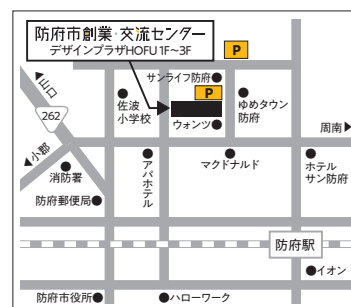 防府市創業・交流センター
デザインプラザHOFU 1F〜3F
P
サンライフ防府
P
山口
262
佐波
小学校
ゆめタウン
防府
ウォンツ
周南
小郡
消防署
アパホテル
マクドナルド
ホテル
サン防府
防府郵便局
防府駅
イオン
防府市役所
ハローワーク